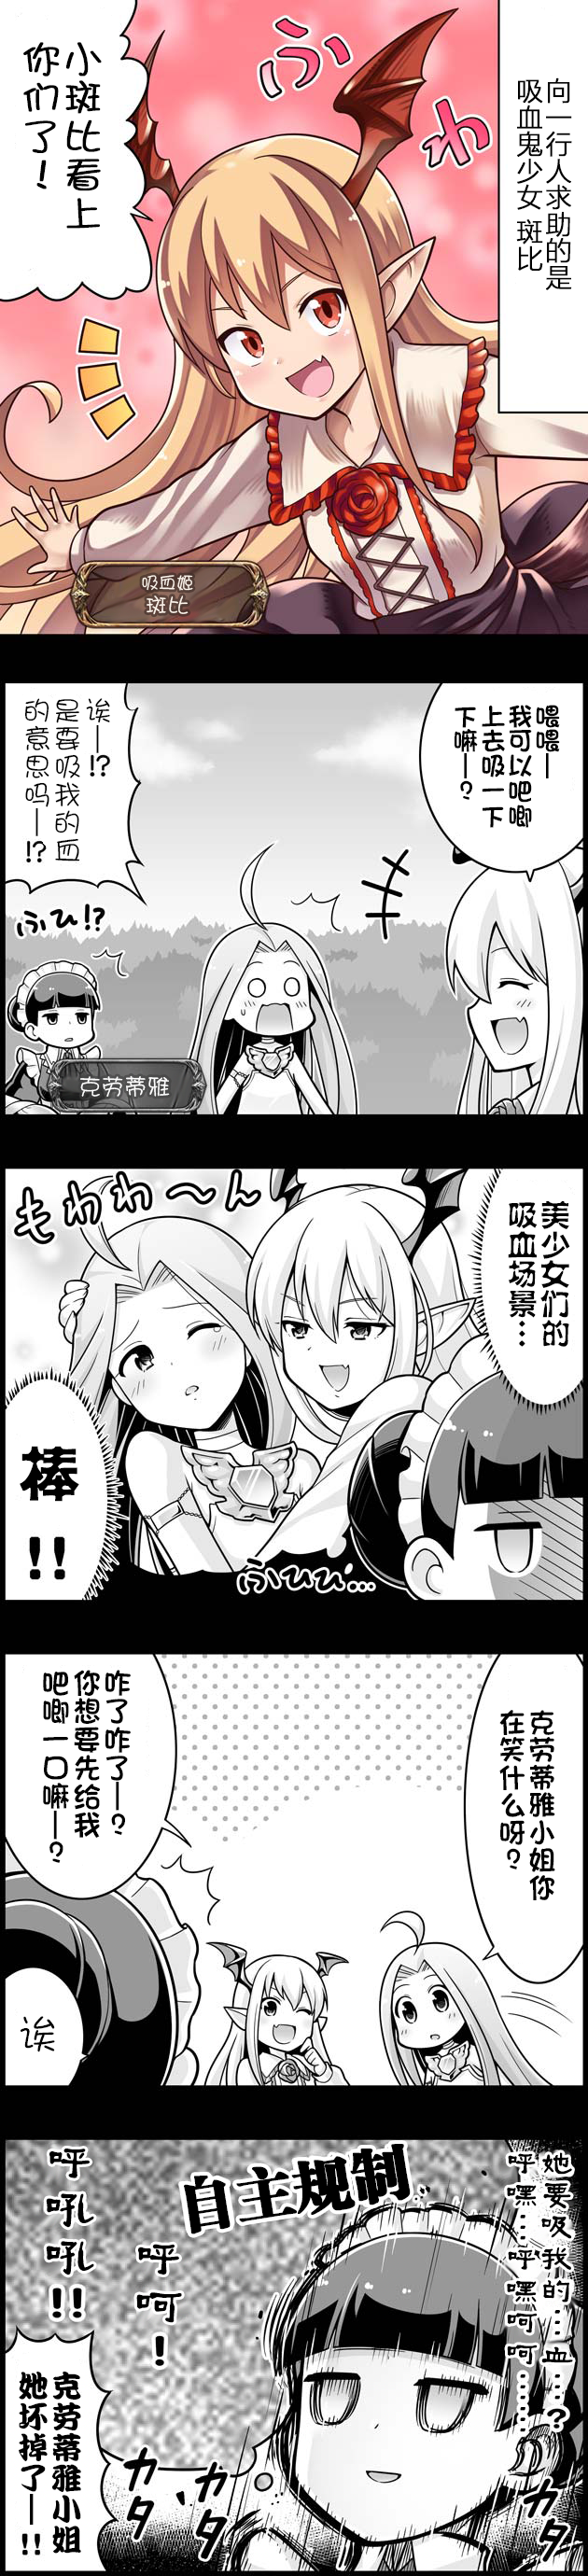 向一行人求助的是
吸血鬼少女 斑比
ふわ
小斑比看上
你们了！
吸血姬
斑比
喂喂—
我可以吧唧
上去吸一下
下嘛—？
诶—!?
是要吸我的血
的意思吗—!?
ふひ!?
克劳蒂雅
美少女们的
吸血场景…
もわわ～ん
棒!!
ふひひ…
克劳蒂雅小姐你
在笑什么呀？
咋了咋了—？
你想要先给我
吧唧一口嘛—？
诶
她要吸我的…血…？
呼嘿…呼嘿呵呵……
自主规制
呼呵！
呼吼吼!!
克劳蒂雅小姐
她坏掉了—!!
カタ
カタ
カタ